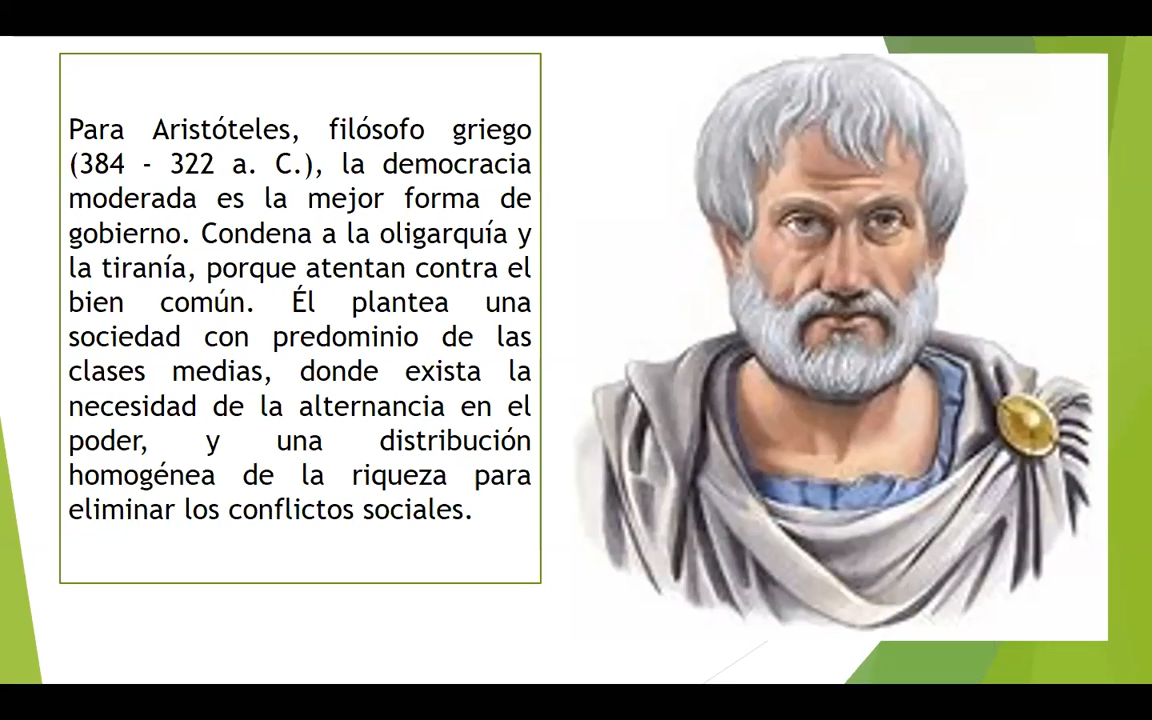 Para Aristóteles, filósofo griego
(384 - 322 a. C.), la democracia
moderada es la mejor forma de
gobierno. Condena a la oligarquía y
la tiranía, porque atentan contra el
bien común. Él plantea una
sociedad con predominio de las
clases medias, donde exista la
necesidad de la alternancia en el
poder, y una distribución
homogénea de la riqueza para
eliminar los conflictos sociales.